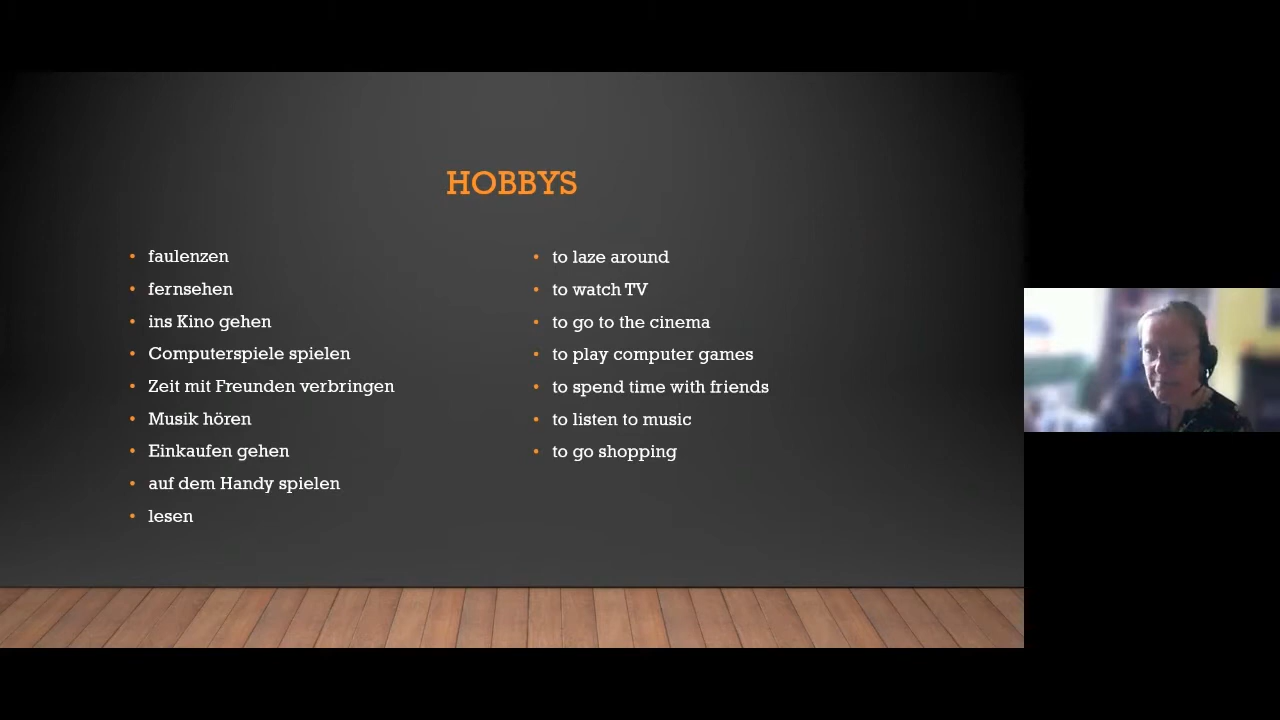 HOBBYS
faulenzen
fernsehen
ins Kino gehen
Computerspiele spielen
Zeit mit Freunden verbringen
Musik hören
Einkaufen gehen
auf dem Handy spielen
lesen
to laze around
to watch TV
to go to the cinema
to play computer games
to spend time with friends
to listen to music
to go shopping